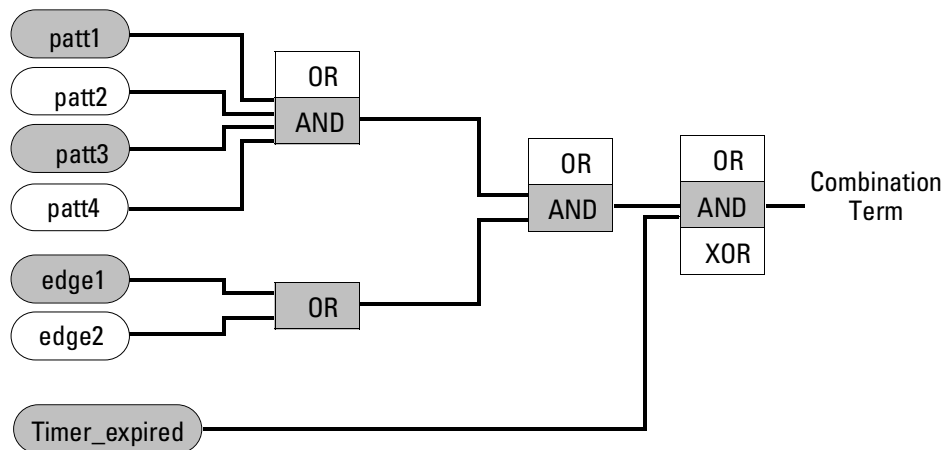 patt1
patt2
patt3
patt4
edge1
edge2
Timer_expired
OR
AND
OR
OR
AND
OR
AND
XOR
Combination
Term